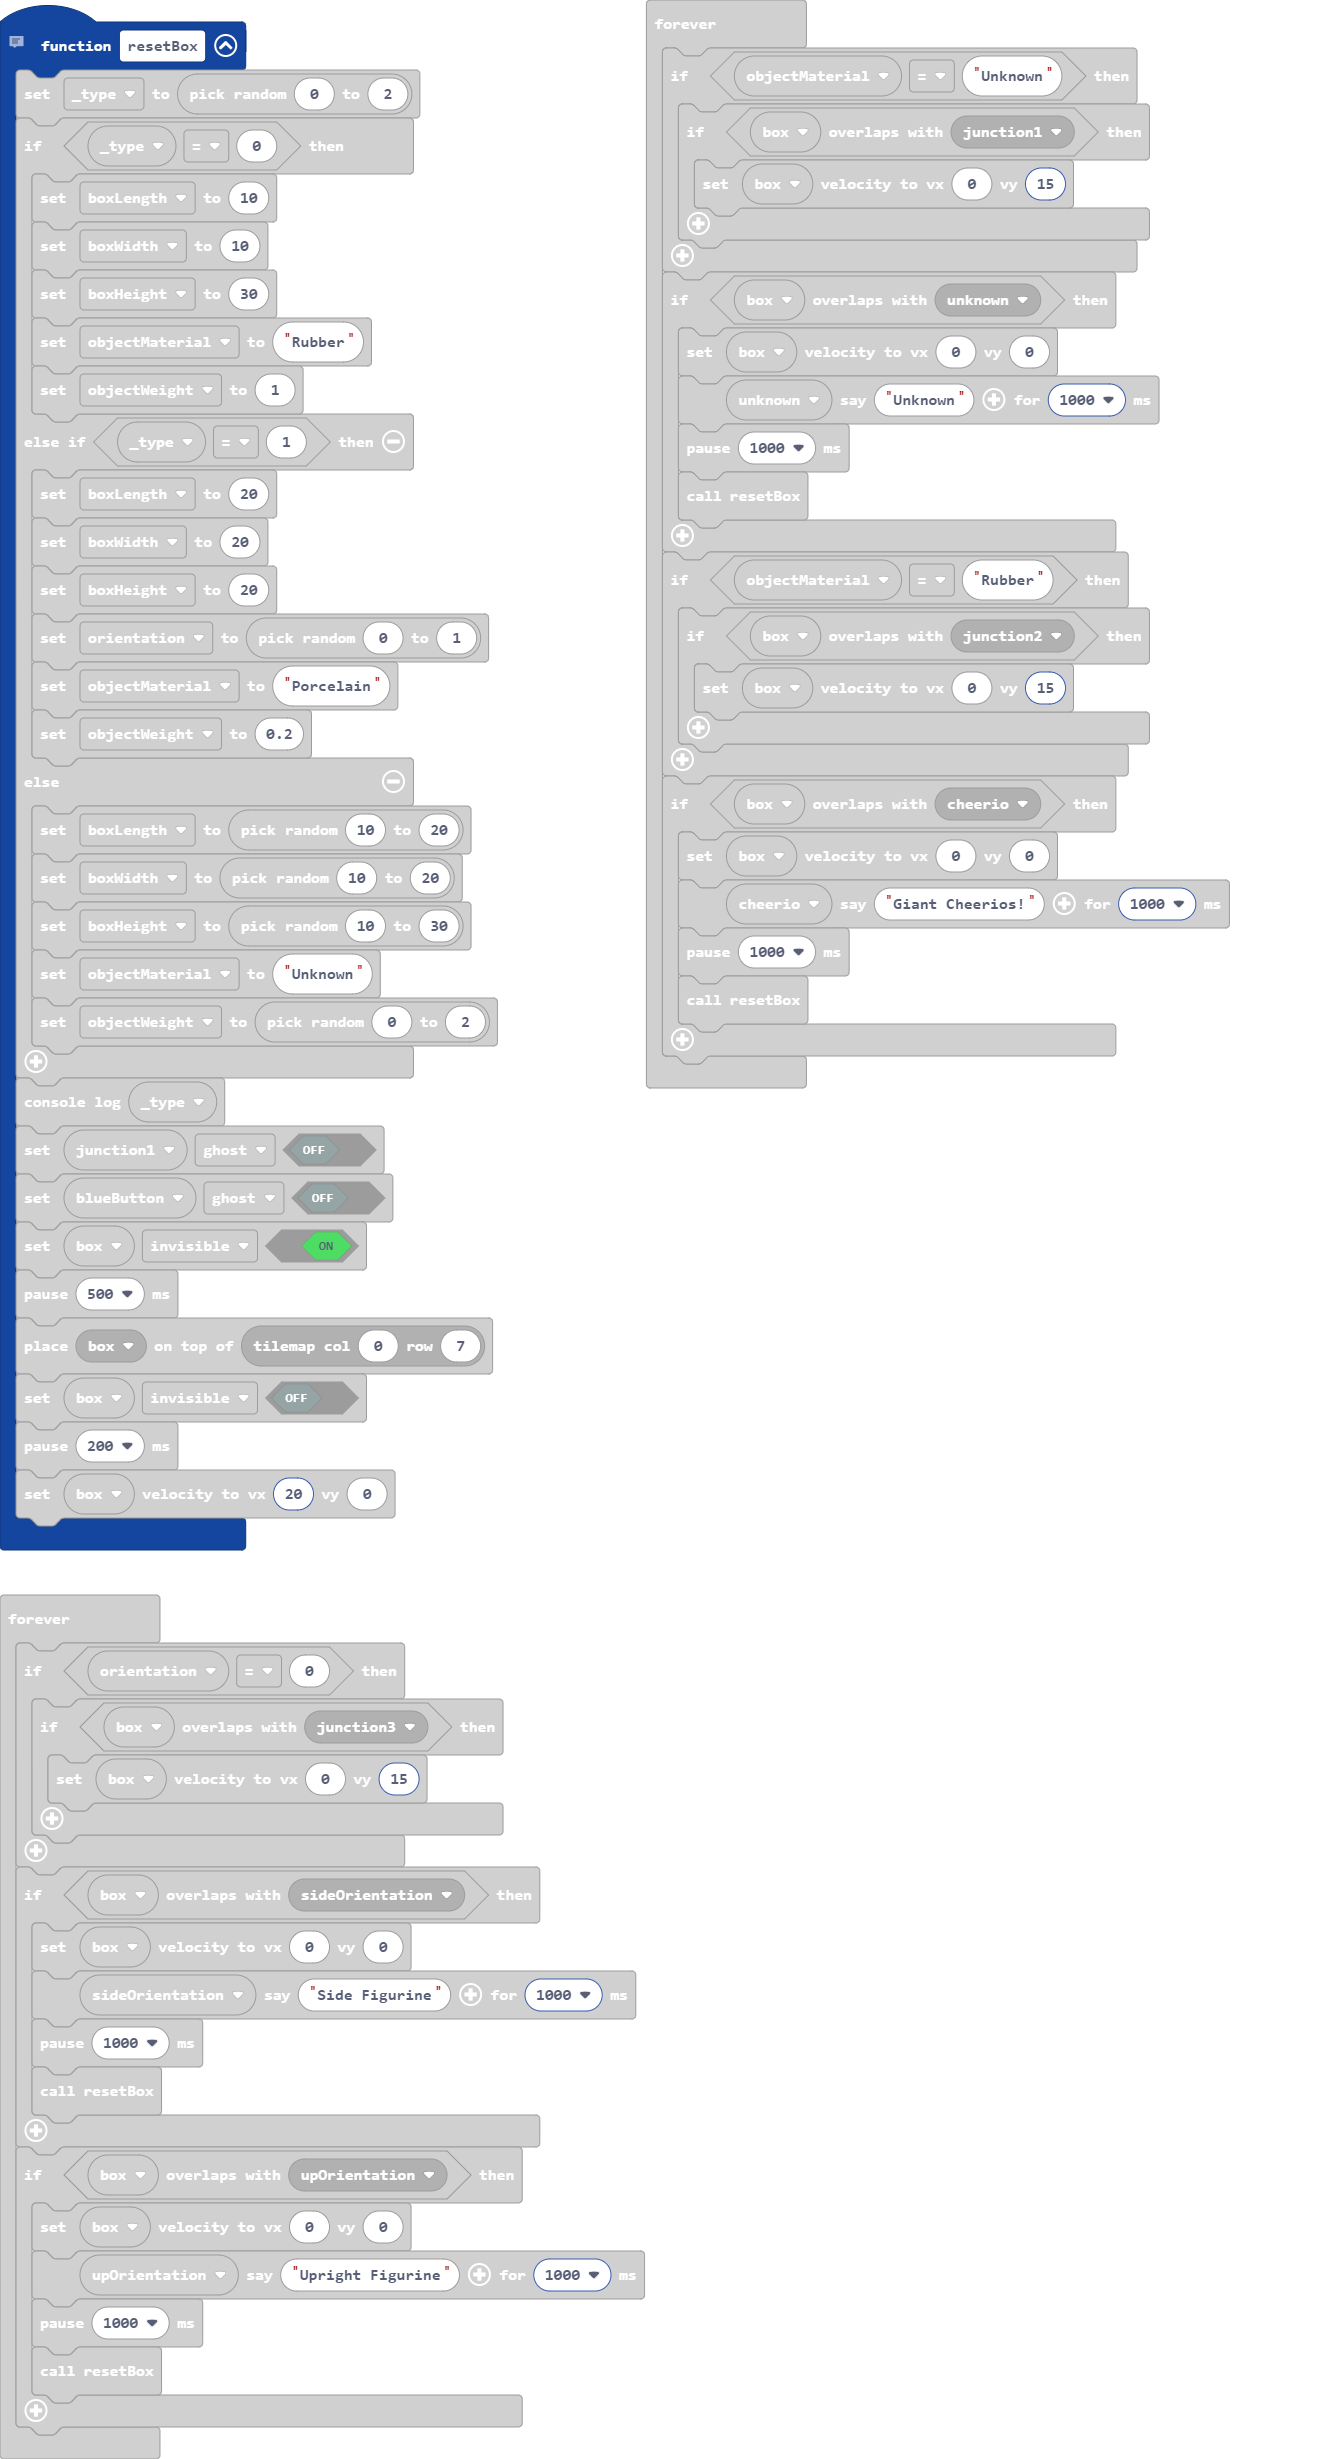 function resetBox
set _type to pick random 0 to 2
if _type = 0 then
set boxLength to 10
set boxWidth to 10
set boxHeight to 30
set objectMaterial to "Rubber"
set objectWeight to 1
else if _type = 1 then
set boxLength to 20
set boxWidth to 20
set boxHeight to 20
set orientation to pick random 0 to 1
set objectMaterial to "Porcelain"
set objectWeight to 0.2
else
set boxLength to pick random 10 to 20
set boxWidth to pick random 10 to 20
set boxHeight to pick random 10 to 30
set objectMaterial to "Unknown"
set objectWeight to pick random 0 to 2
console log _type
set junction1 ghost OFF
set blueButton ghost OFF
set box invisible ON
pause 500 ms
place box on top of tilemap col 0 row 7
set box invisible OFF
pause 200 ms
set box velocity to vx 20 vy 0
forever
if objectMaterial = "Unknown" then
if box overlaps with junction1 then
set box velocity to vx 0 vy 15
if box overlaps with unknown then
set box velocity to vx 0 vy 0
unknown say "Unknown" for 1000 ms
pause 1000 ms
call resetBox
if objectMaterial = "Rubber" then
if box overlaps with junction2 then
set box velocity to vx 0 vy 15
if box overlaps with cheerio then
set box velocity to vx 0 vy 0
cheerio say "Giant Cheerios!" for 1000 ms
pause 1000 ms
call resetBox
forever
if orientation = 0 then
if box overlaps with junction3 then
set box velocity to vx 0 vy 15
if box overlaps with sideOrientation then
set box velocity to vx 0 vy 0
sideOrientation say "Side Figurine" for 1000 ms
pause 1000 ms
call resetBox
if box overlaps with upOrientation then
set box velocity to vx 0 vy 0
upOrientation say "Upright Figurine" for 1000 ms
pause 1000 ms
call resetBox